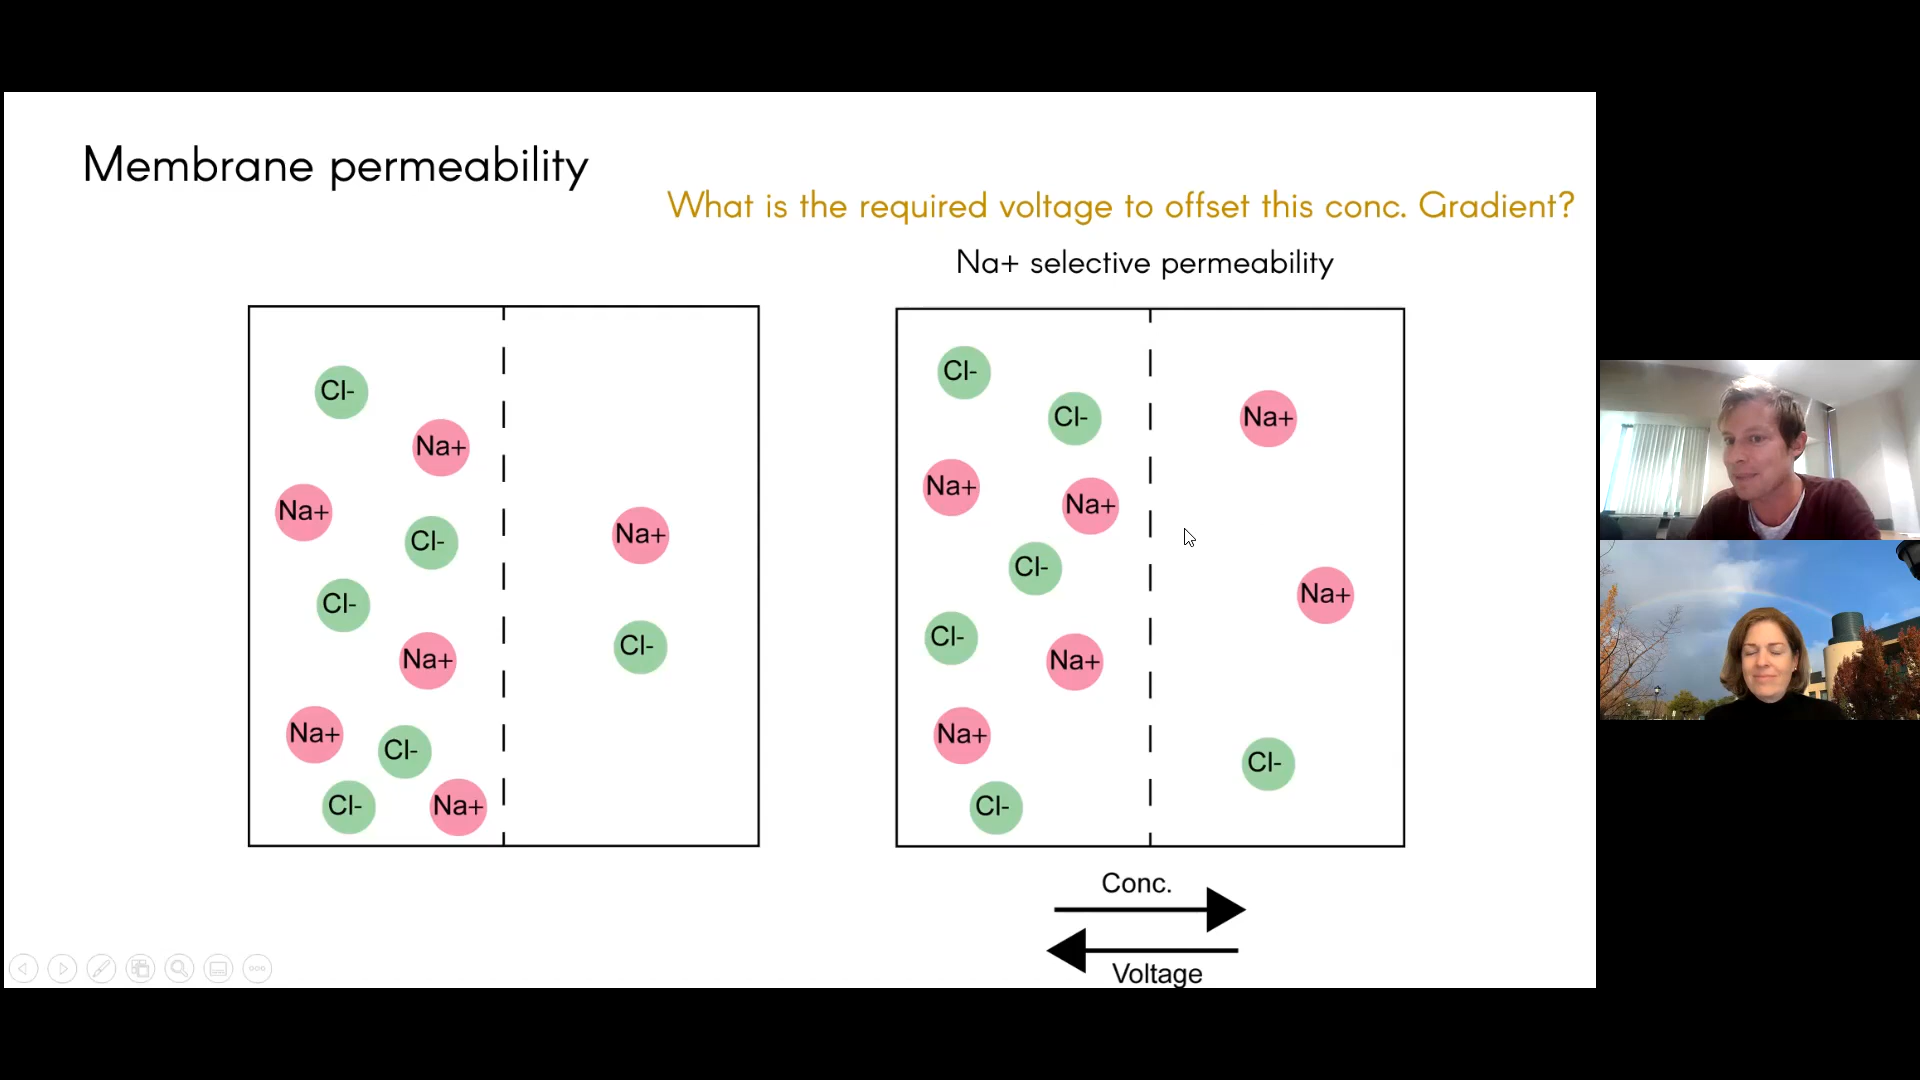 Membrane permeability
What is the required voltage to offset this conc. Gradient?
Na+ selective permeability
Cl-
Na+
Na+
Cl-
Na+
Cl-
Cl-
Na+
Na+
Cl-
Cl-
Na+
Cl-
Cl-
Na+
Na+
Na+
Cl-
Na+
Cl-
Na+
Na+
Cl-
Cl-
Conc.
Voltage